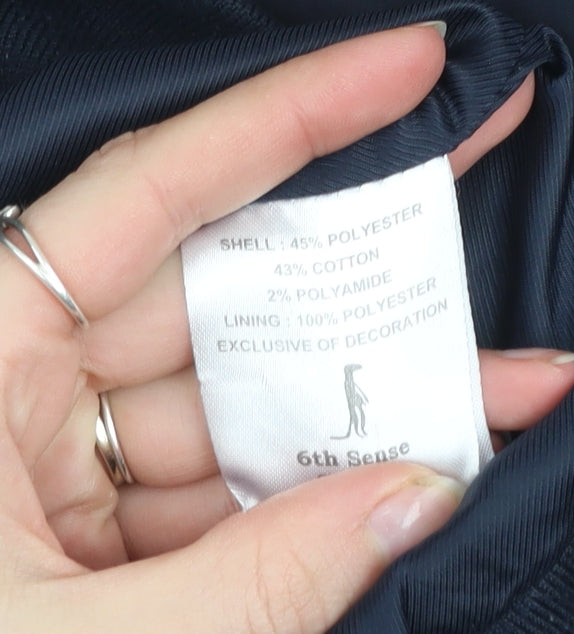 SHELL : 45% POLYESTER
43% COTTON
2% POLYAMIDE
LINING : 100% POLYESTER
EXCLUSIVE OF DECORATION
6th Sense